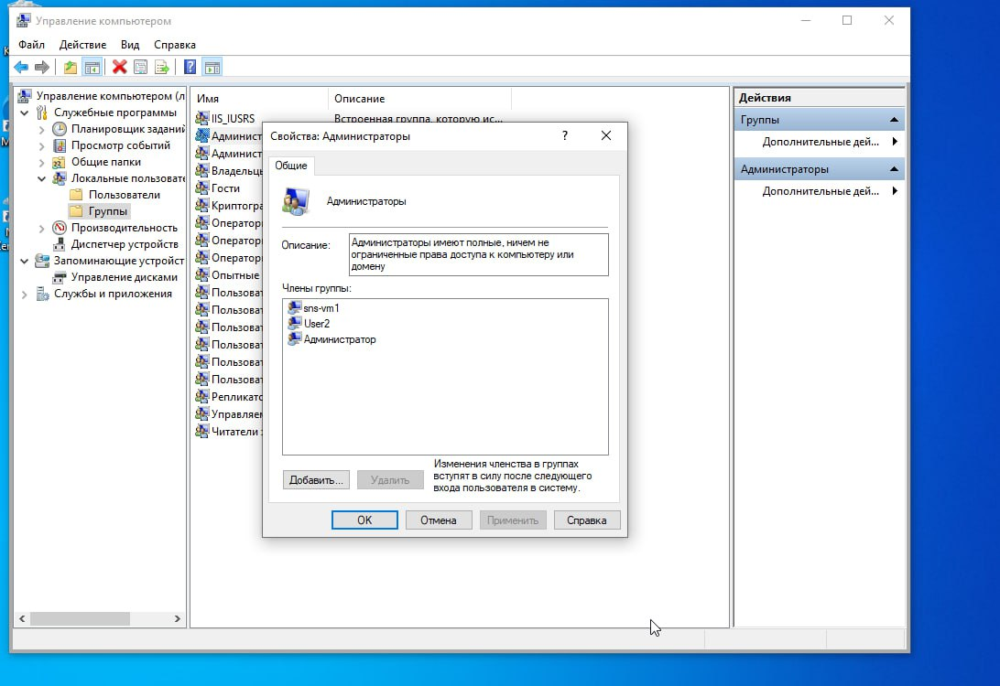 Управление компьютером
Файл Действие Вид Справка
Управление компьютером (л
Служебные программы
Планировщик заданий
Просмотр событий
Общие папки
Локальные пользовате
Пользователи
Группы
Производительность
Диспетчер устройств
Запоминающие устройст
Управление дисками
Службы и приложения
Имя Описание
IIS_IUSRS Встроенная группа, которую ис...
Админист
Админист
Владельць
Гости
Криптогра
Оператор
Оператор
Оператор
Опытные
Пользоват
Пользоват
Пользоват
Пользоват
Пользоват
Пользоват
Репликато
Управляем
Читатели
Свойства: Администраторы ?
Общие
Администраторы
Описание:
Администраторы имеют полные, ничем не
ограниченные права доступа к компьютеру или
домену
Члены группы:
sns-vm1
User2
Администратор
Добавить... Удалить
Изменения членства в группах
вступят в силу после следующего
входа пользователя в систему.
ОК Отмена Применить Справка
Действия
Группы
Дополнительные дей...
Администраторы
Дополнительные дей...